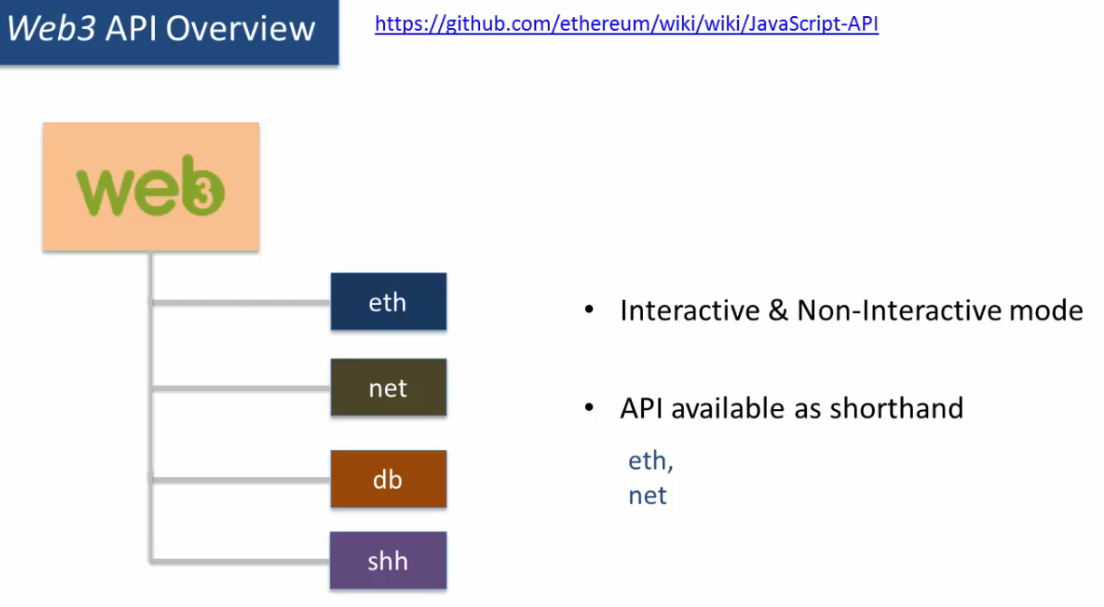 Web3 API Overview
https://github.com/ethereum/wiki/wiki/JavaScript-API
web3
eth
net
db
shh
• Interactive & Non-Interactive mode
• API available as shorthand
eth,
net